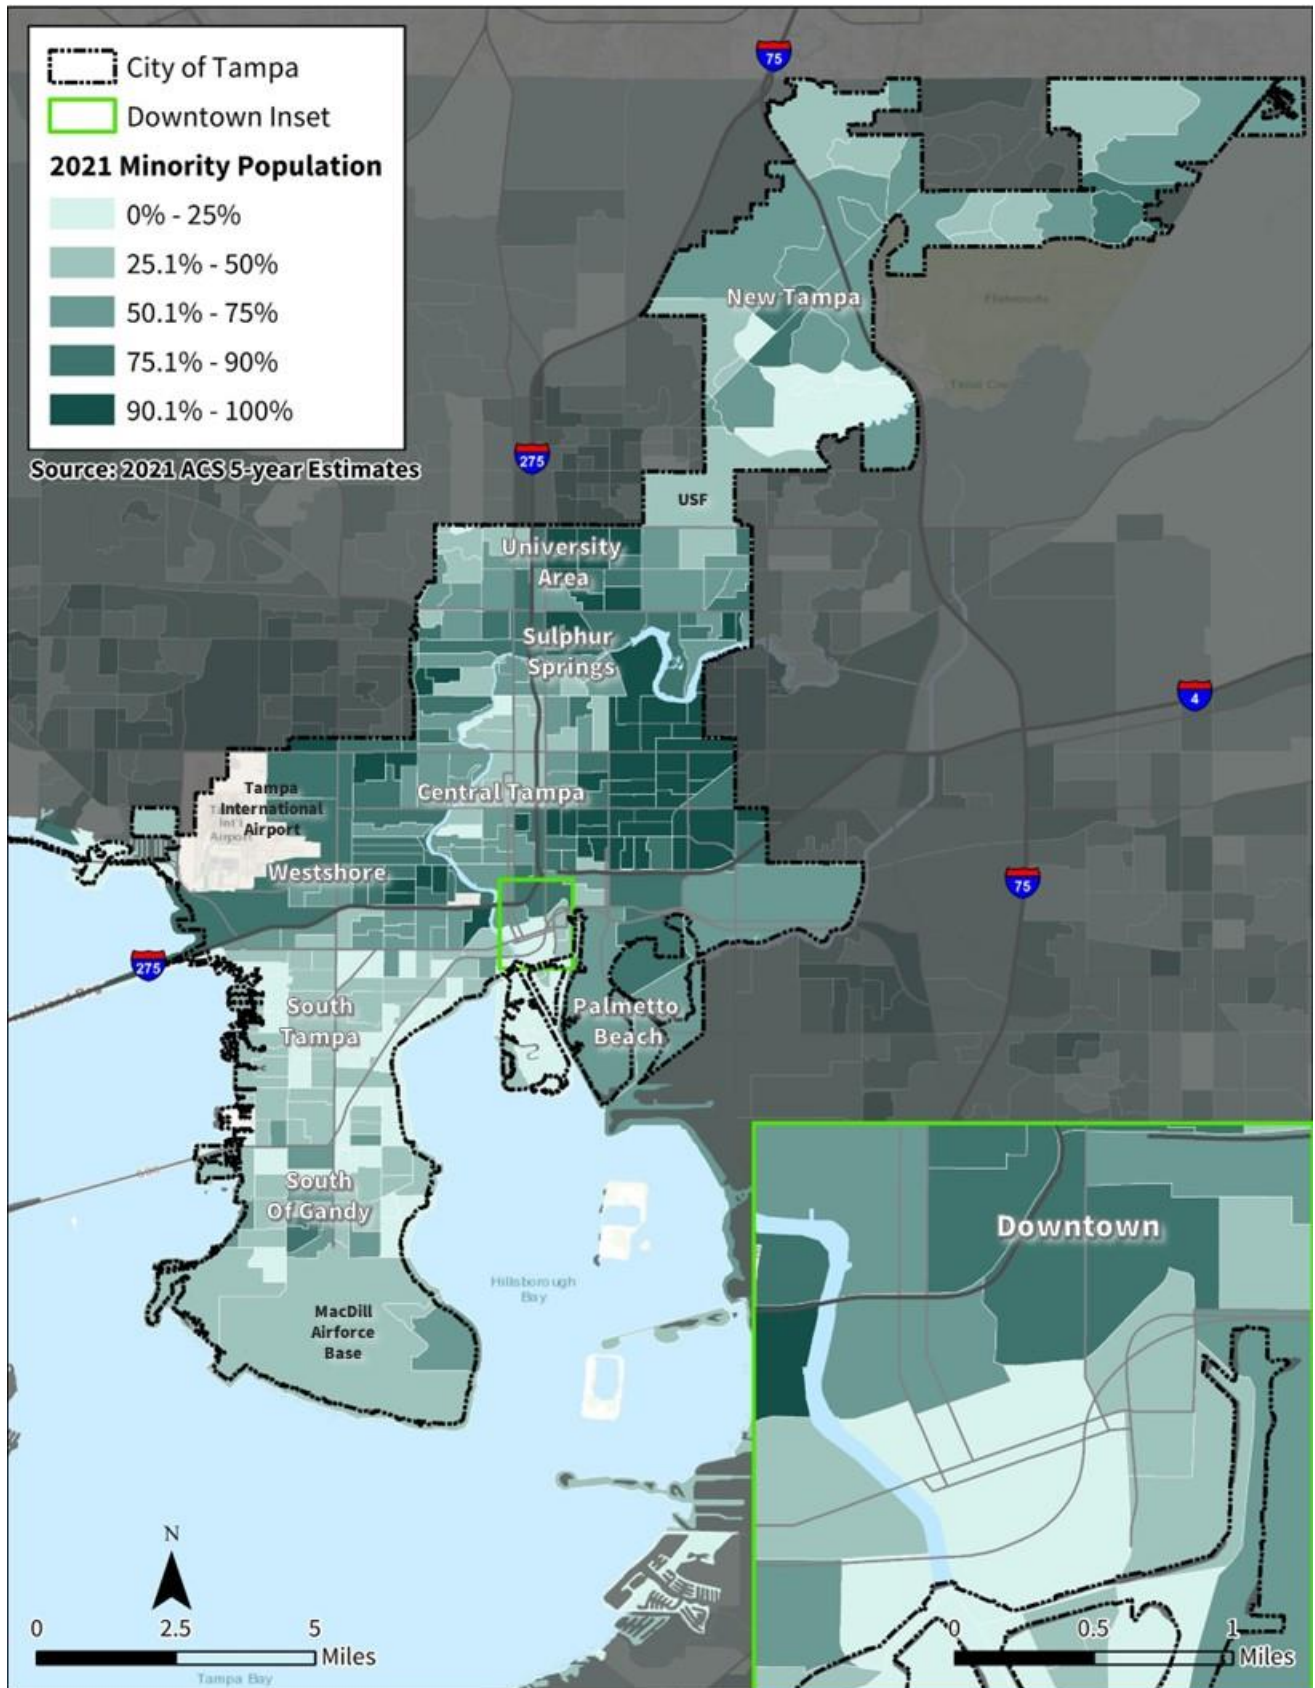 City of Tampa
Downtown Inset
2021 Minority Population
0% - 25%
25.1% - 50%
50.1% - 75%
75.1% - 90%
90.1% - 100%
Source: 2021 ACS 5-year Estimates
75
275
New Tampa
USF
University
Area
Sulphur
Springs
4
Tampa
International
Airport
Central Tampa
Westshore
75
275
South
Tampa
Palmetto
Beach
South
Of Gandy
MacDill
Airforce
Base
Hillsborough
Bay
Downtown
N
0 2.5 5
Miles
Tampa Bay
0 0.5 1
Miles